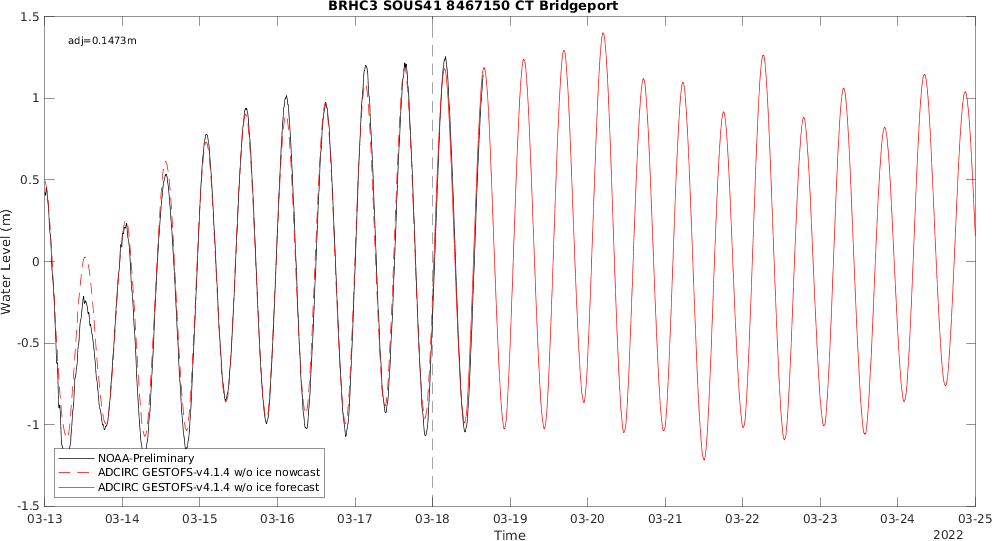 BRHC3 SOUS41 8467150 CT Bridgeport
adj=0.1473m
1.5
1
0.5
0
-0.5
-1
-1.5
Water Level (m)
NOAA-Preliminary
ADCIRC GESTOFS-v4.1.4 w/o ice nowcast
ADCIRC GESTOFS-v4.1.4 w/o ice forecast
03-13 03-14 03-15 03-16 03-17 03-18 03-19 03-20 03-21 03-22 03-23 03-24 03-25
Time
2022